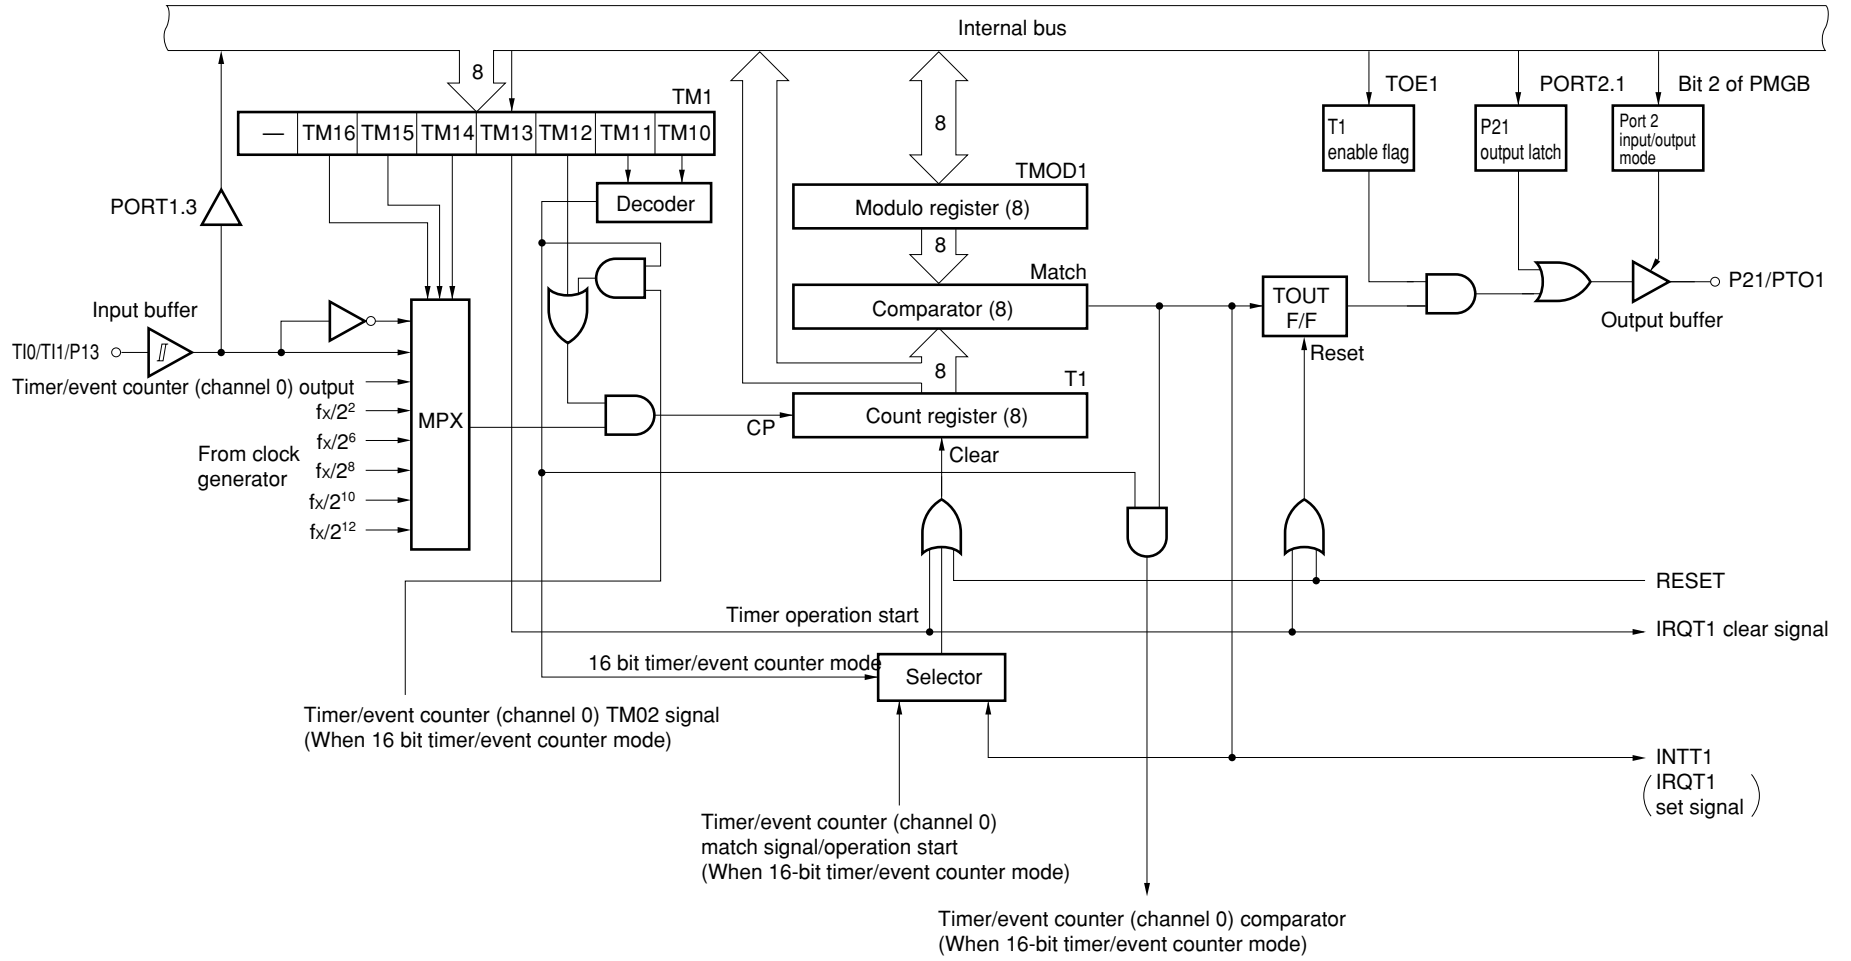 Internal bus
8
TM1
— TM16 TM15 TM14 TM13 TM12 TM11 TM10
Decoder
PORT1.3
Input buffer
TI0/TI1/P13
Timer/event counter (channel 0) output
fx/2²
fx/2⁶
fx/2⁸
fx/2¹⁰
fx/2¹²
From clock
generator
MPX
8
TMOD1
Modulo register (8)
8
Match
Comparator (8)
8
T1
Count register (8)
CP
Clear
TOE1
T1
enable flag
PORT2.1
P21
output latch
Bit 2 of PMGB
Port 2
input/output
mode
TOUT
F/F
Reset
P21/PTO1
Output buffer
RESET
Timer operation start
IRQT1 clear signal
16 bit timer/event counter mode
Selector
Timer/event counter (channel 0) TM02 signal
(When 16 bit timer/event counter mode)
INTT1
(IRQT1
set signal)
Timer/event counter (channel 0)
match signal/operation start
(When 16-bit timer/event counter mode)
Timer/event counter (channel 0) comparator
(When 16-bit timer/event counter mode)